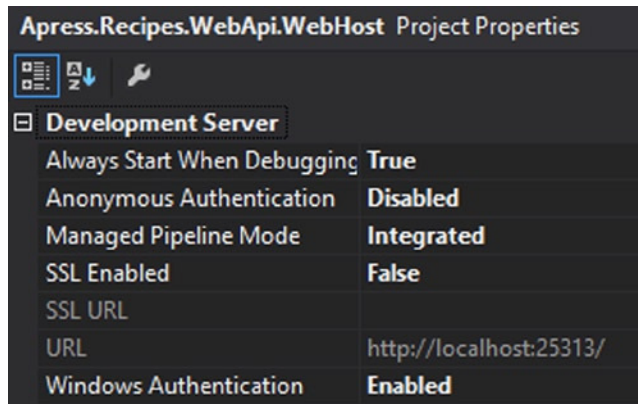 Apress.Recipes.WebApi.WebHost Project Properties
Development Server
Always Start When Debugging True
Anonymous Authentication Disabled
Managed Pipeline Mode Integrated
SSL Enabled False
SSL URL
URL http://localhost:25313/
Windows Authentication Enabled